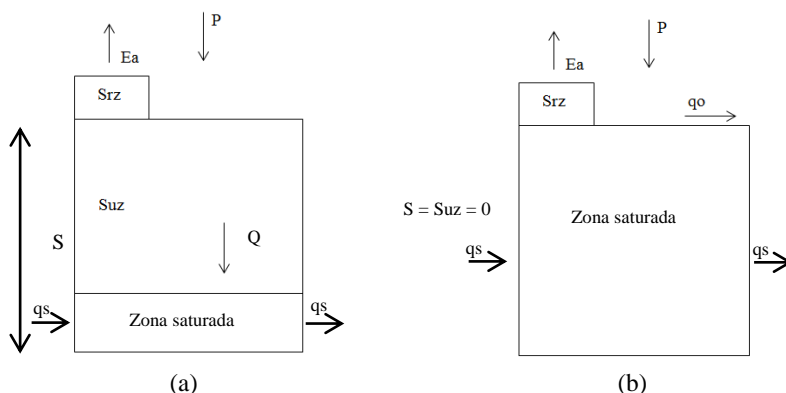 P
Ea
Srz
Suz
S
Q
qs
qs
Zona saturada
(a)
P
Ea
Srz
qo
S = Suz = 0
Zona saturada
qs
qs
(b)